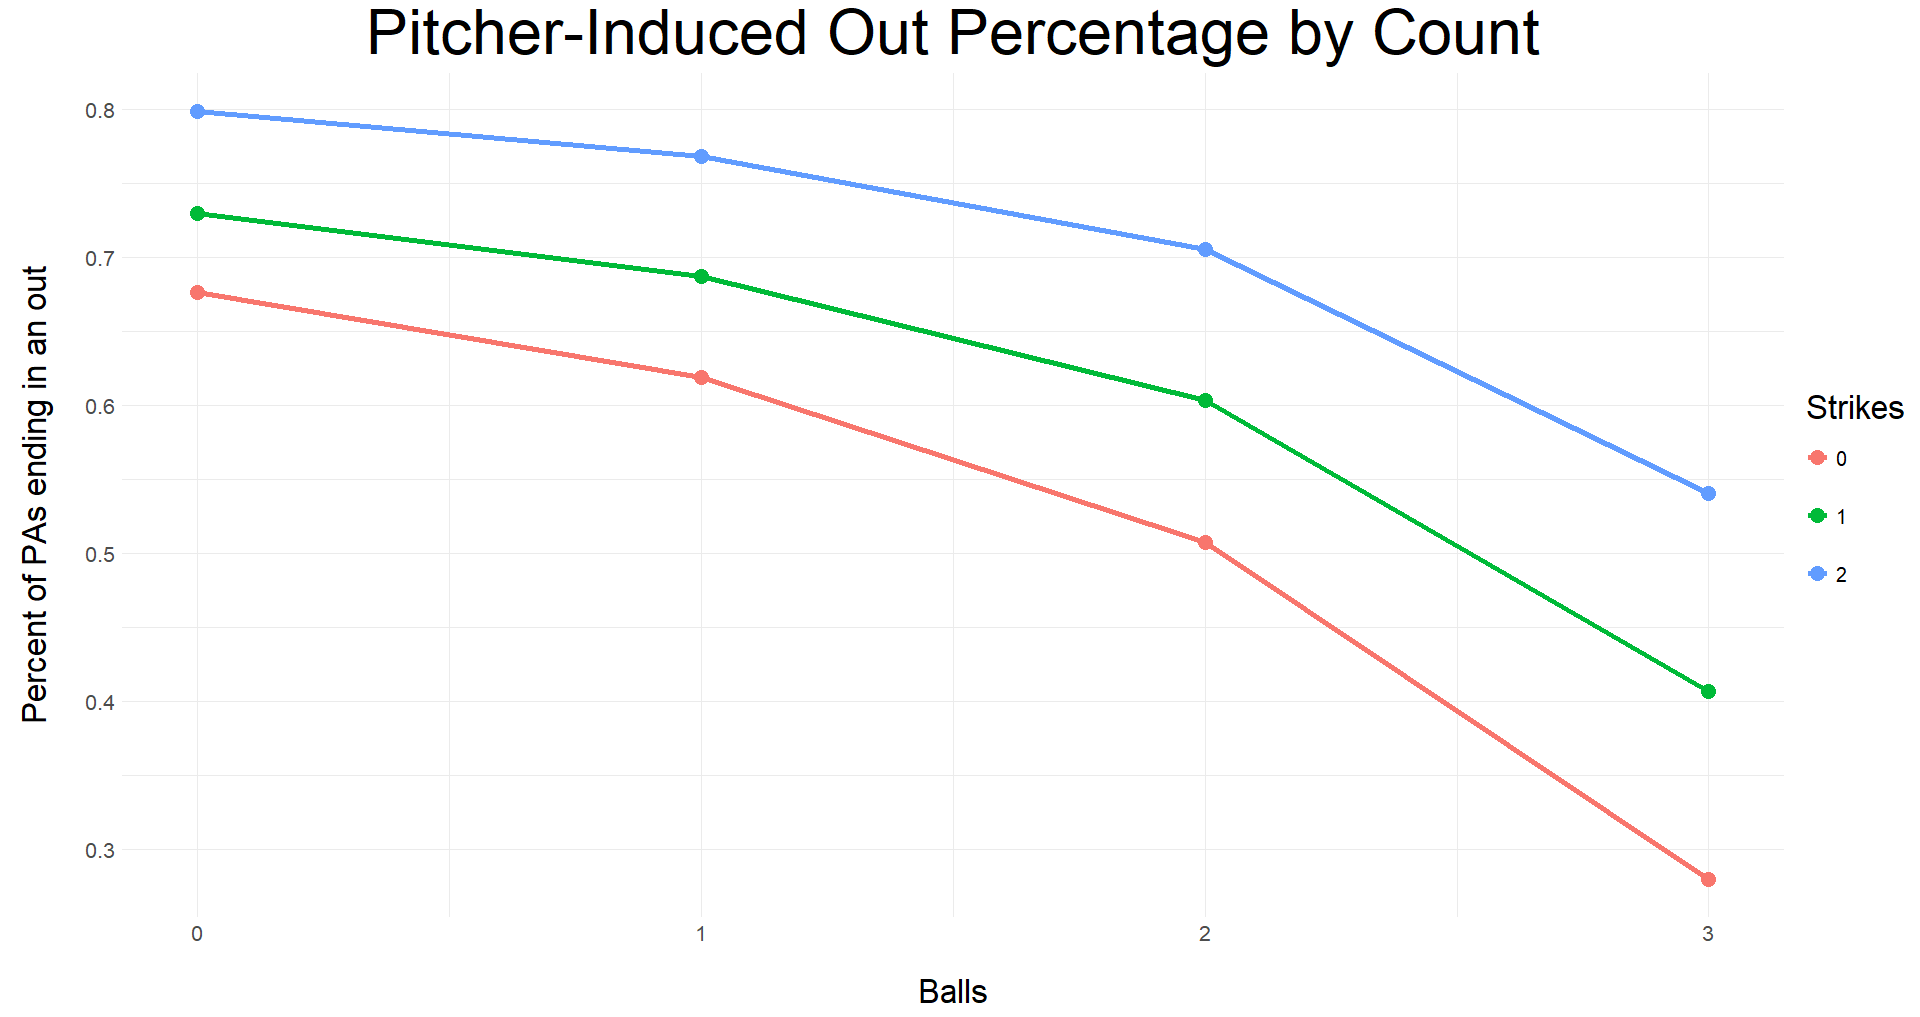 Pitcher-Induced Out Percentage by Count
Percent of PAs ending in an out
0.8
0.7
0.6
0.5
0.4
0.3
0 1 2 3
Balls
Strikes
0
1
2